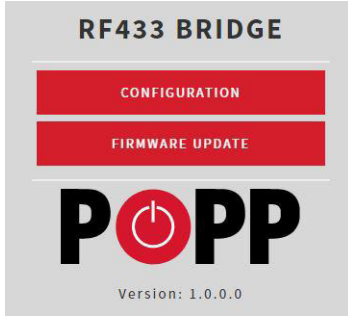 RF433 BRIDGE
CONFIGURATION
FIRMWARE UPDATE
POPP
Version: 1.0.0.0